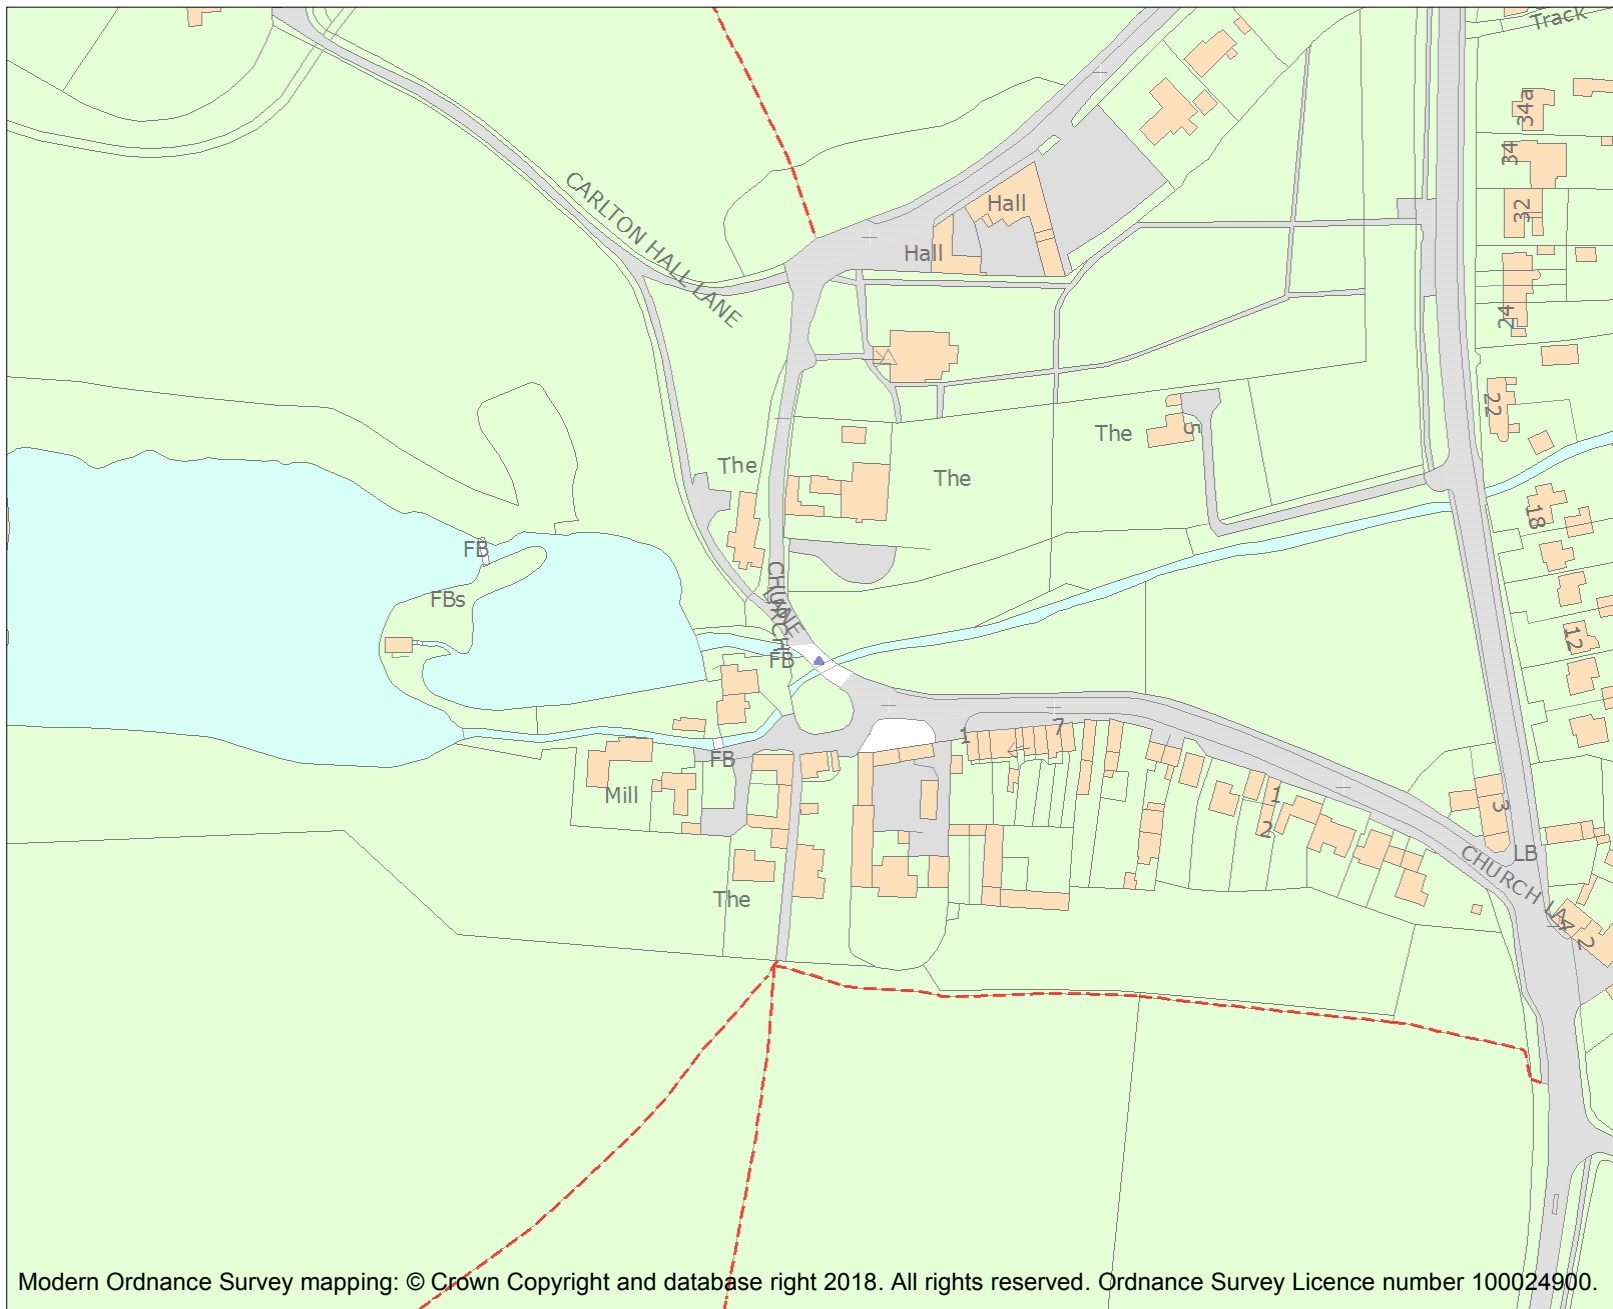 Track
34a
34
CARLTON HALL LANE
Hall
32
Hall
24
22
The
5
The
The
18
FB
CHURCH LANE
FBs
12
FB
1
7
FB
Mill
1
2
3
LB
CHURCH LA
The
2
Modern Ordnance Survey mapping: © Crown Copyright and database right 2018. All rights reserved. Ordnance Survey Licence number 100024900.